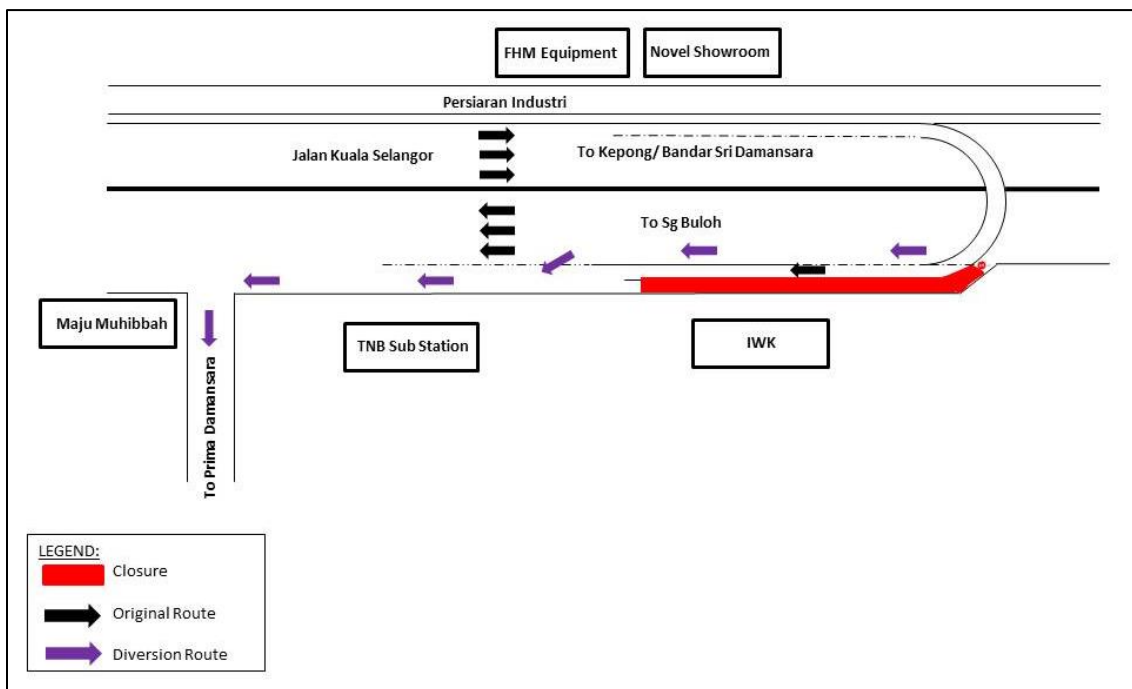 FHM Equipment
Novel Showroom
Persiaran Industri
Jalan Kuala Selangor
To Kepong/ Bandar Sri Damansara
To Sg Buloh
Maju Muhibbah
TNB Sub Station
IWK
To Prima Damansara
LEGEND:
Closure
Original Route
Diversion Route